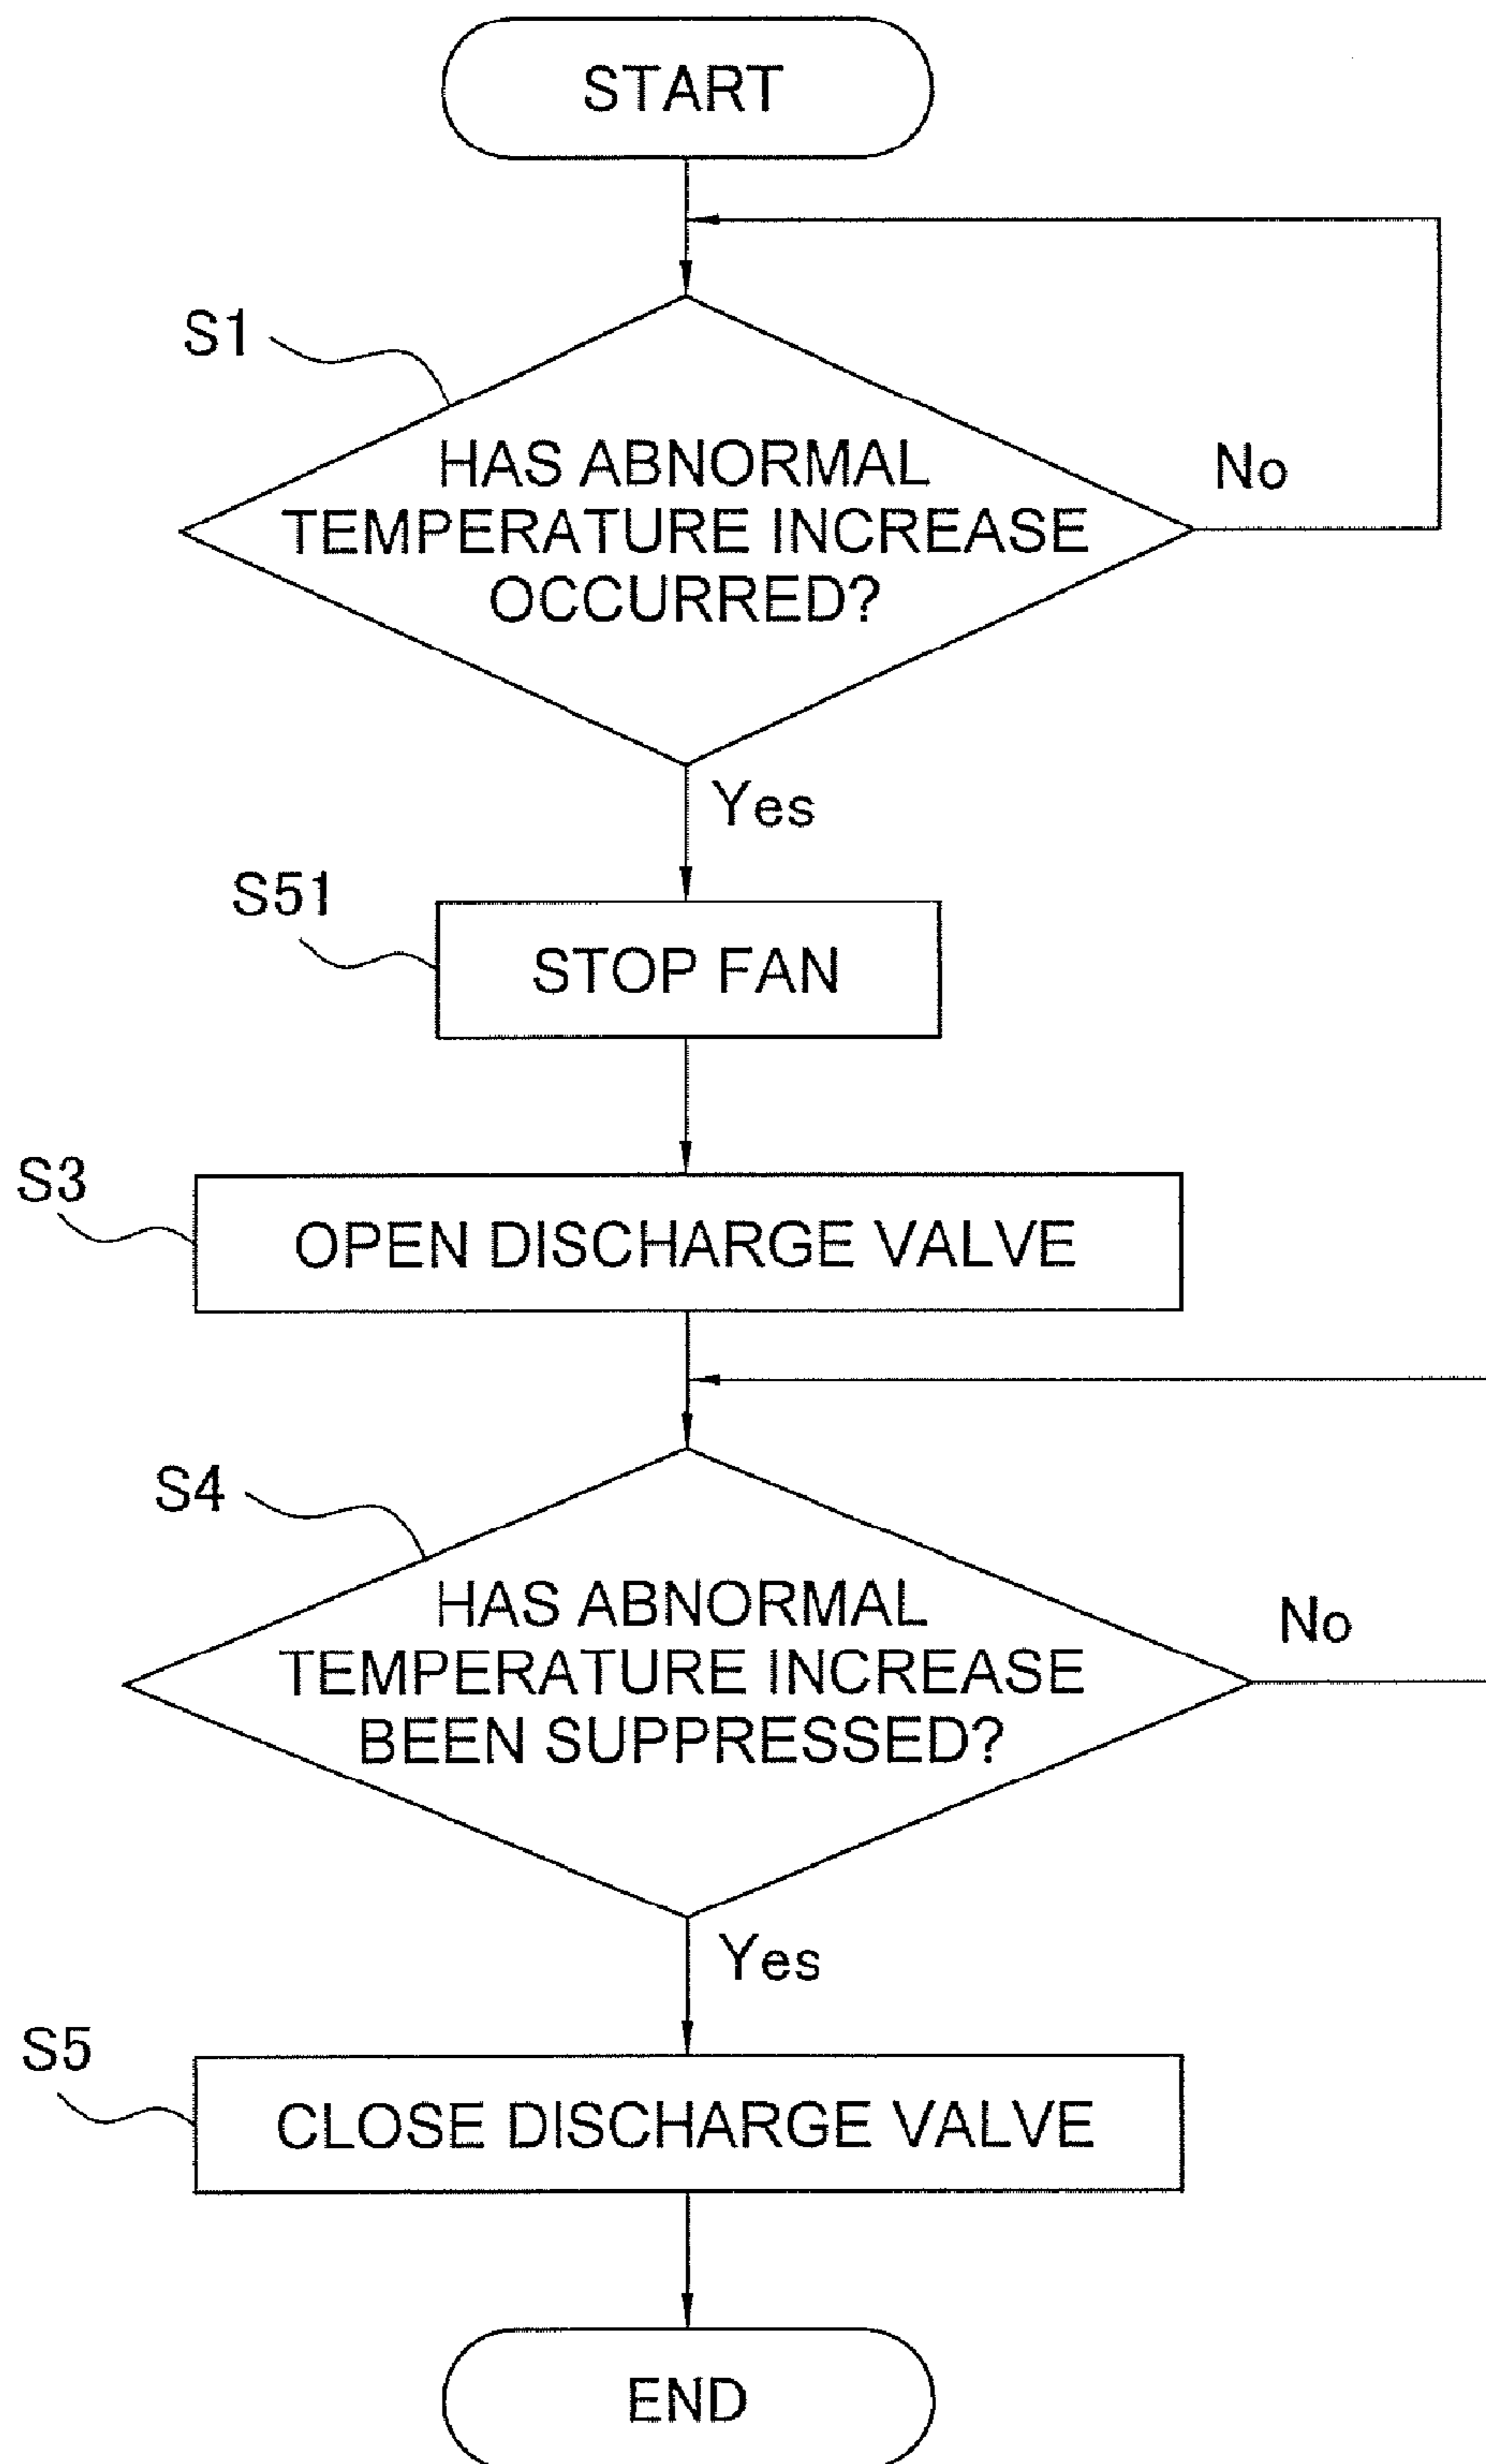 START
S1
HAS ABNORMAL
TEMPERATURE INCREASE
OCCURRED?
No
Yes
S51
STOP FAN
S3
OPEN DISCHARGE VALVE
S4
HAS ABNORMAL
TEMPERATURE INCREASE
BEEN SUPPRESSED?
No
Yes
S5
CLOSE DISCHARGE VALVE
END